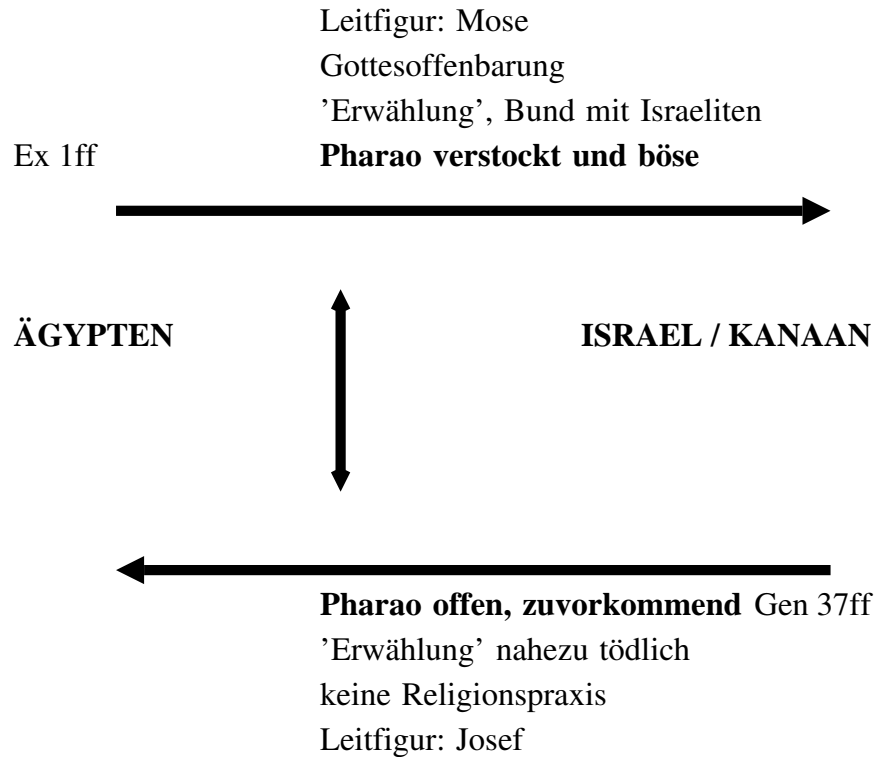 Leitfigur: Mose
Gottesoffenbarung
’Erwählung’, Bund mit Israeliten
Ex 1ff Pharao verstockt und böse
ÄGYPTEN ISRAEL / KANAAN
Pharao offen, zuvorkommend Gen 37ff
’Erwählung’ nahezu tödlich
keine Religionspraxis
Leitfigur: Josef